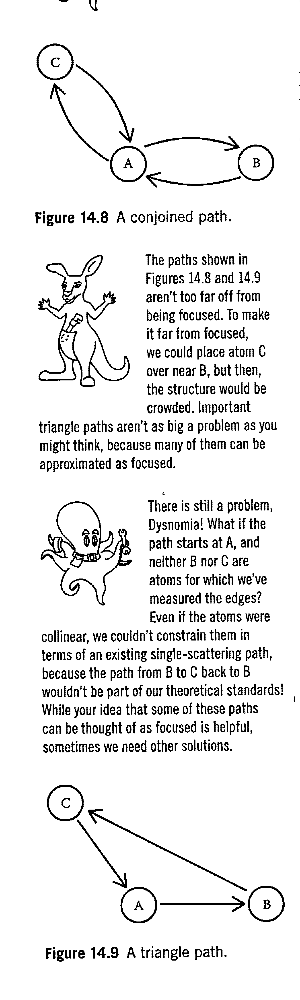 C
A
B
Figure 14.8 A conjoined path.
The paths shown in
Figures 14.8 and 14.9
aren't too far off from
being focused. To make
it far from focused,
we could place atom C
over near B, but then,
the structure would be
crowded. Important
triangle paths aren't as big a problem as you
might think, because many of them can be
approximated as focused.
There is still a problem,
Dysnomia! What if the
path starts at A, and
neither B nor C are
atoms for which we've
measured the edges?
Even if the atoms were
collinear, we couldn't constrain them in
terms of an existing single-scattering path,
because the path from B to C back to B
wouldn't be part of our theoretical standards!
While your idea that some of these paths
can be thought of as focused is helpful,
sometimes we need other solutions.
C
A
B
Figure 14.9 A triangle path.